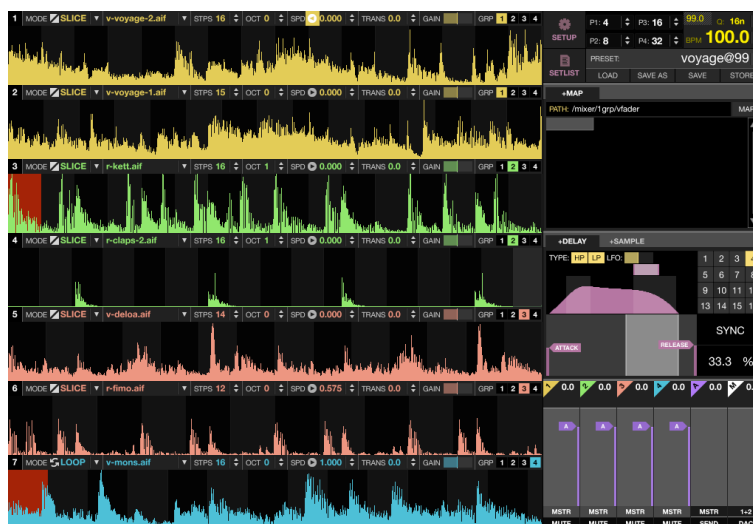 1 MODE SLICE v-voyage-2.aif STPS 16 OCT 0 SPD 0.000 TRANS 0.0 GAIN GRP 1 2 3 4
2 MODE SLICE v-voyage-1.aif STPS 15 OCT 0 SPD 0.000 TRANS 0.0 GAIN GRP 1 2 3 4
3 MODE SLICE r-kett.aif STPS 16 OCT 1 SPD 0.000 TRANS 0.0 GAIN GRP 1 2 3 4
4 MODE SLICE r-claps-2.aif STPS 16 OCT 1 SPD 0.000 TRANS 0.0 GAIN GRP 1 2 3 4
5 MODE SLICE v-deloa.aif STPS 14 OCT 0 SPD 0.000 TRANS 0.0 GAIN GRP 1 2 3 4
6 MODE SLICE r-fimo.aif STPS 12 OCT 0 SPD 0.575 TRANS 0.0 GAIN GRP 1 2 3 4
7 MODE LOOP v-mons.aif STPS 16 OCT 0 SPD 1.000 TRANS 0.0 GAIN GRP 1 2 3 4
SETUP
P1: 4 P3: 16 99.0 Q: 16n
P2: 8 P4: 32 BPM 100.0
SETLIST
PRESET: voyage@99
LOAD SAVE AS SAVE STORE
+MAP
PATH: /mixer/1grp/vfader MAP
+DELAY +SAMPLE
TYPE: HP LP LFO:
1 2 3 4
5 6 7 8
9 10 11
13 14 15
ATTACK RELEASE
SYNC
33.3 %
1 0.0 2 0.0 3 0.0 4 0.0 A 0.0 M 0.
A A A A
MSTR MSTR MSTR MSTR MSTR 1+2
MUTE MUTE MUTE MUTE SEND